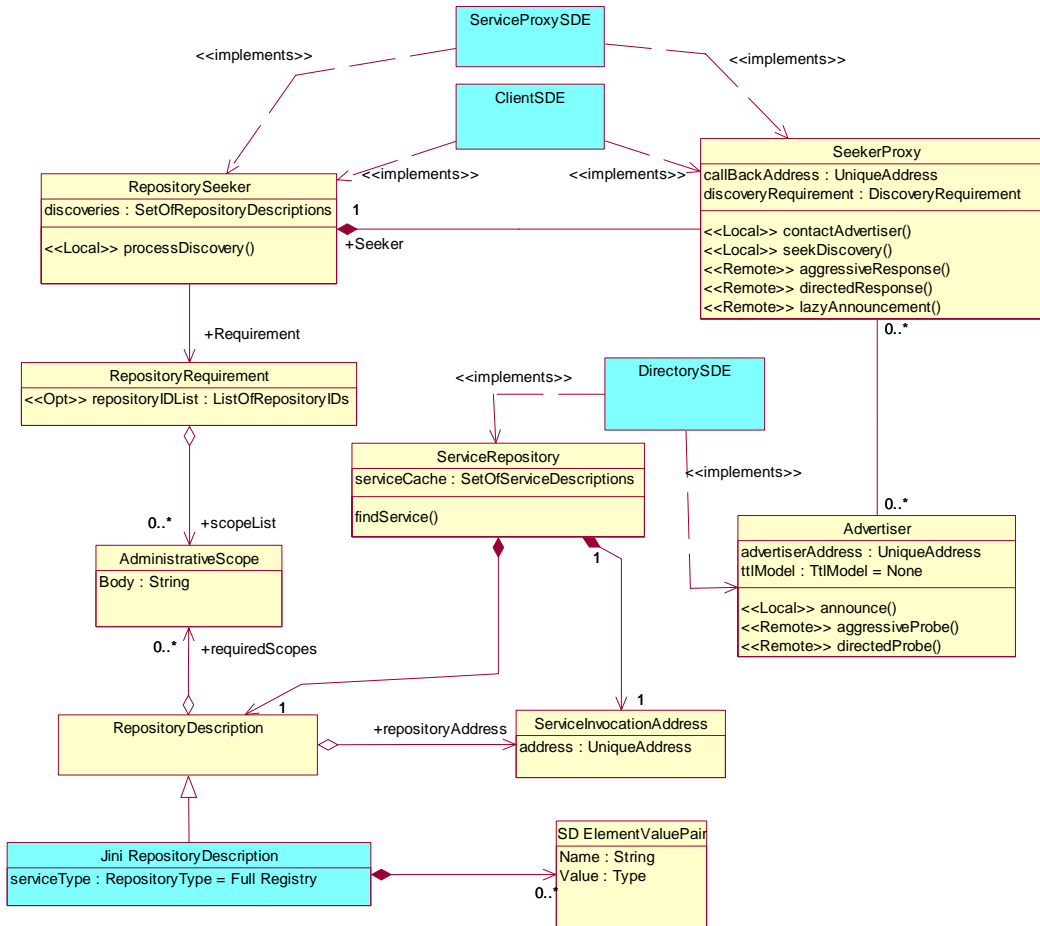 ServiceProxySDE
<<implements>>
<<implements>>
ClientSDE
<<implements>>
<<implements>>
SeekerProxy
callBackAddress : UniqueAddress
discoveryRequirement : DiscoveryRequirement
<<Local>> contactAdvertiser()
<<Local>> seekDiscovery()
<<Remote>> aggressiveResponse()
<<Remote>> directedResponse()
<<Remote>> lazyAnnouncement()
RepositorySeeker
discoveries : SetOfRepositoryDescriptions
<<Local>> processDiscovery()
1
+Seeker
+Requirement
0..*
RepositoryRequirement
<<Opt>> repositoryIDList : ListOfRepositoryIDs
<<implements>>
DirectorySDE
<<implements>>
ServiceRepository
serviceCache : SetOfServiceDescriptions
findService()
0..*
+scopeList
1
0..*
Advertiser
advertiserAddress : UniqueAddress
ttlModel : TtlModel = None
<<Local>> announce()
<<Remote>> aggressiveProbe()
<<Remote>> directedProbe()
AdministrativeScope
Body : String
0..*
+requiredScopes
1
1
RepositoryDescription
+repositoryAddress
ServiceInvocationAddress
address : UniqueAddress
Jini RepositoryDescription
serviceType : RepositoryType = Full Registry
0..*
SD ElementValuePair
Name : String
Value : Type